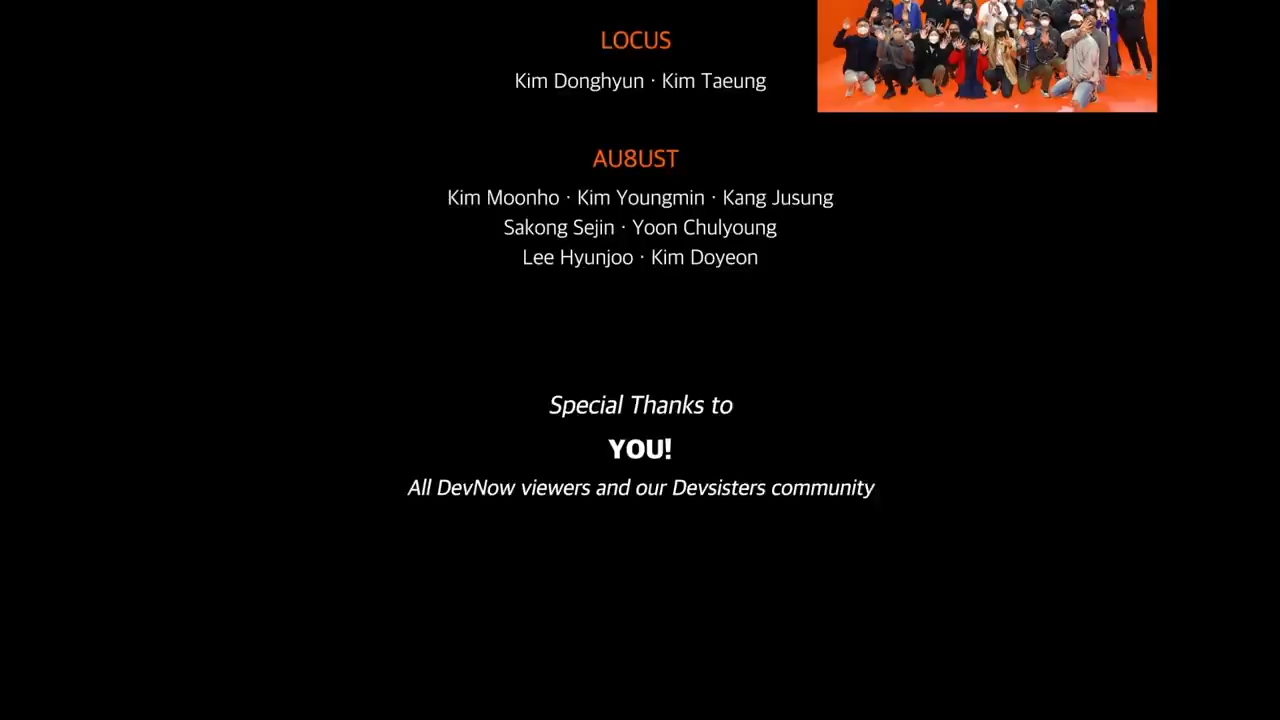 LOCUS
Kim Donghyun · Kim Taeung
AU8UST
Kim Moonho · Kim Youngmin · Kang Jusung
Sakong Sejin · Yoon Chulyoung
Lee Hyunjoo · Kim Doyeon
Special Thanks to
YOU!
All DevNow viewers and our Devsisters community